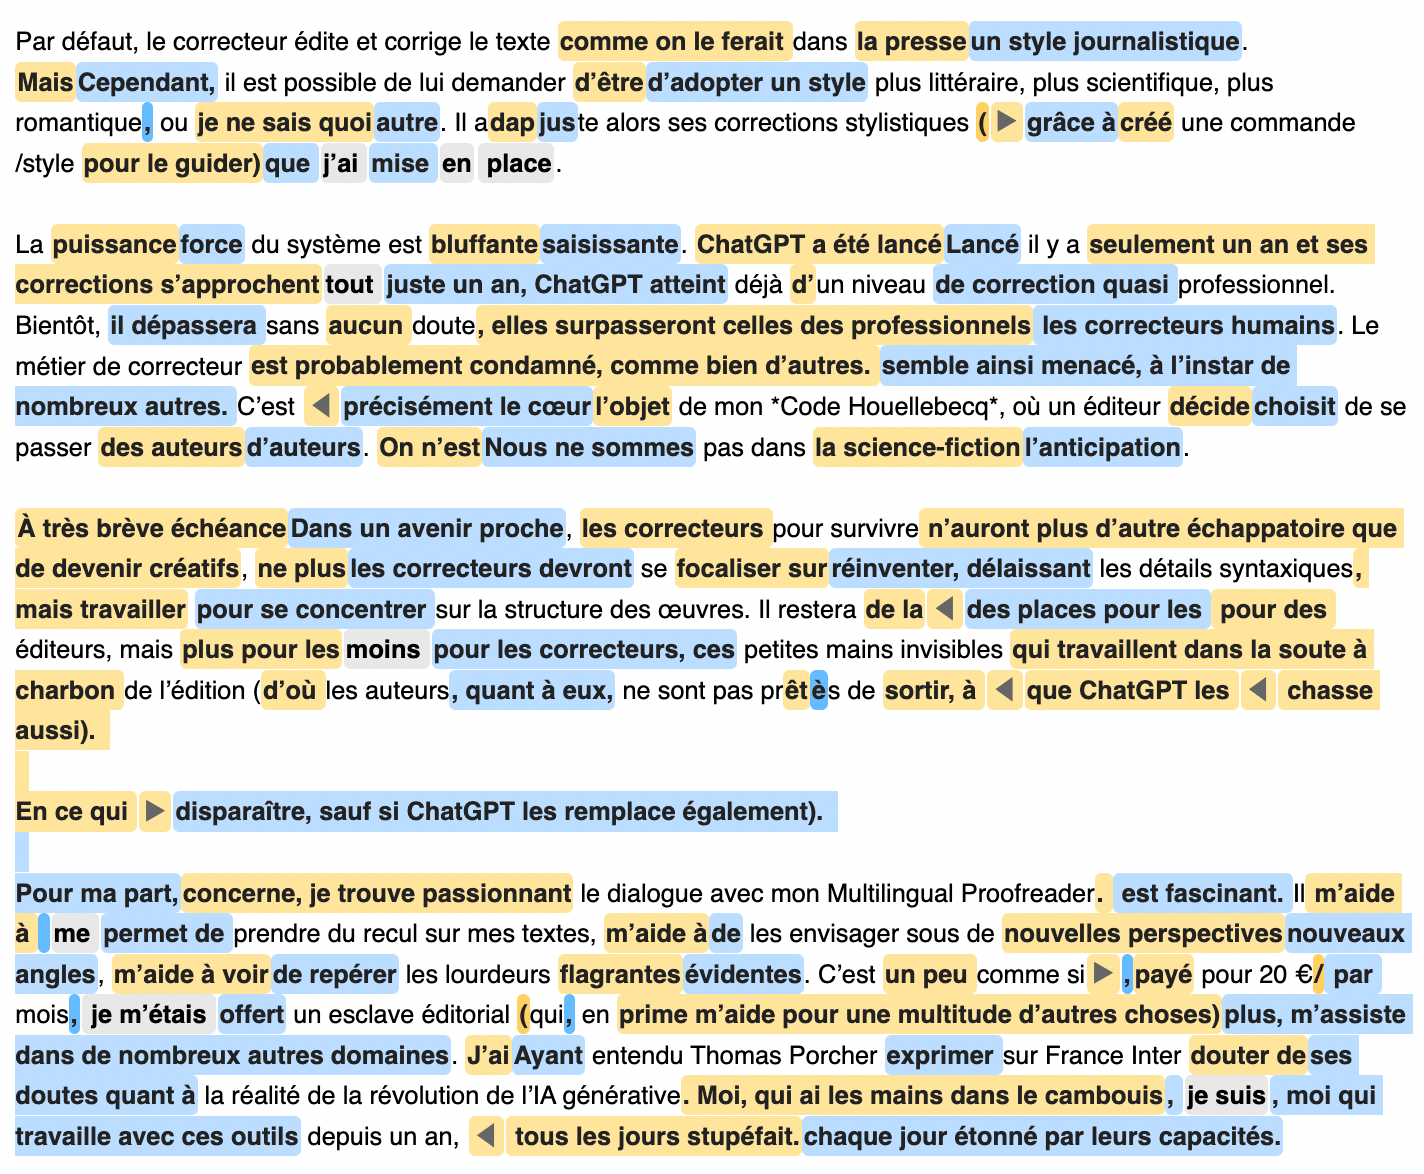 Par défaut, le correcteur édite et corrige le texte comme on le ferait dans la presse un style journalistique.
Mais Cependant, il est possible de lui demander d’être d’adopter un style plus littéraire, plus scientifique, plus
romantique, ou je ne sais quoi autre. Il adapjuste alors ses corrections stylistiques ( ▶ grâce à créé une commande
/style pour le guider) que j’ai mise en place.
La puissance force du système est bluffante saisissante. ChatGPT a été lancé Lancé il y a seulement un an et ses
corrections s’approchent tout juste un an, ChatGPT atteint déjà d’un niveau de correction quasi professionnel.
Bientôt, il dépassera sans aucun doute, elles surpasseront celles des professionnels les correcteurs humains. Le
métier de correcteur est probablement condamné, comme bien d’autres. semble ainsi menacé, à l’instar de
nombreux autres. C’est ◀ précisément le cœur l’objet de mon *Code Houellebecq*, où un éditeur décide choisit de se
passer des auteurs d’auteurs. On n’est Nous ne sommes pas dans la science-fiction l’anticipation.
À très brève échéance Dans un avenir proche, les correcteurs pour survivre n’auront plus d’autre échappatoire que
de devenir créatifs, ne plus les correcteurs devront se focaliser sur réinventer, délaissant les détails syntaxiques,
mais travailler pour se concentrer sur la structure des œuvres. Il restera de la ◀ des places pour les pour des
éditeurs, mais plus pour les moins pour les correcteurs, ces petites mains invisibles qui travaillent dans la soute à
charbon de l’édition (d’où les auteurs, quant à eux, ne sont pas prêtès de sortir, à ◀ que ChatGPT les ◀ chasse
aussi).
En ce qui ▶ disparaître, sauf si ChatGPT les remplace également).
Pour ma part, concerne, je trouve passionnant le dialogue avec mon Multilingual Proofreader. est fascinant. Il m’aide
à me permet de prendre du recul sur mes textes, m’aide à de les envisager sous de nouvelles perspectives nouveaux
angles, m’aide à voir de repérer les lourdeurs flagrantes évidentes. C’est un peu comme si ▶ , payé pour 20 €/ par
mois, je m’étais offert un esclave éditorial (qui, en prime m’aide pour une multitude d’autres choses) plus, m’assiste
dans de nombreux autres domaines. J’ai Ayant entendu Thomas Porcher exprimer sur France Inter douter de ses
doutes quant à la réalité de la révolution de l’IA générative. Moi, qui ai les mains dans le cambouis, je suis, moi qui
travaille avec ces outils depuis un an, ◀ tous les jours stupéfait. chaque jour étonné par leurs capacités.